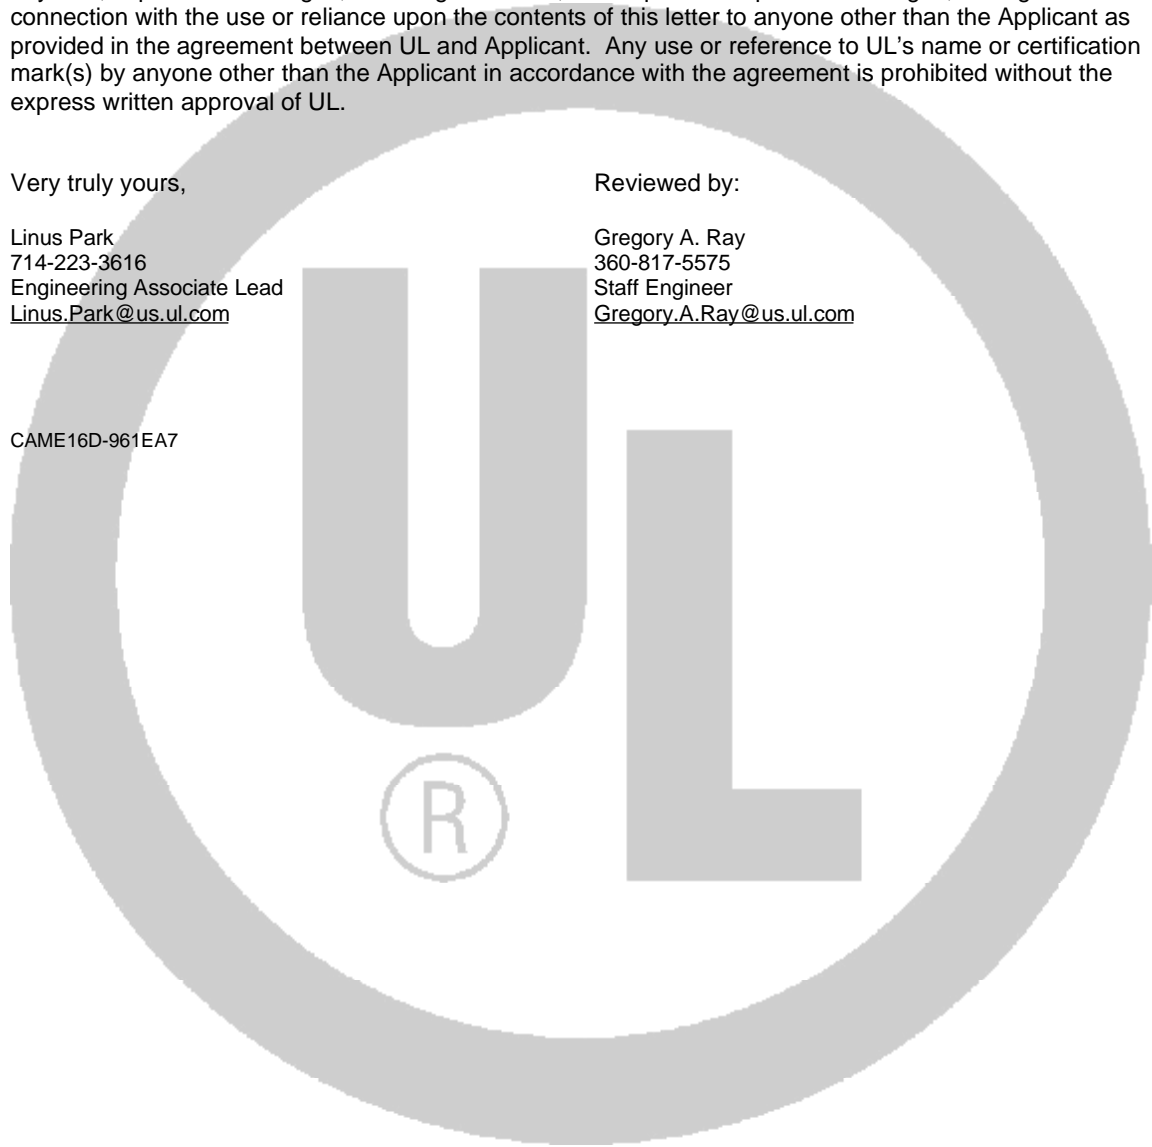 connection with the use or reliance upon the contents of this letter to anyone other than the Applicant as
provided in the agreement between UL and Applicant.  Any use or reference to UL's name or certification
mark(s) by anyone other than the Applicant in accordance with the agreement is prohibited without the
express written approval of UL.
Very truly yours,
Linus Park
714-223-3616
Engineering Associate Lead
Linus.Park@us.ul.com
Reviewed by:
Gregory A. Ray
360-817-5575
Staff Engineer
Gregory.A.Ray@us.ul.com
CAME16D-961EA7
UL
®